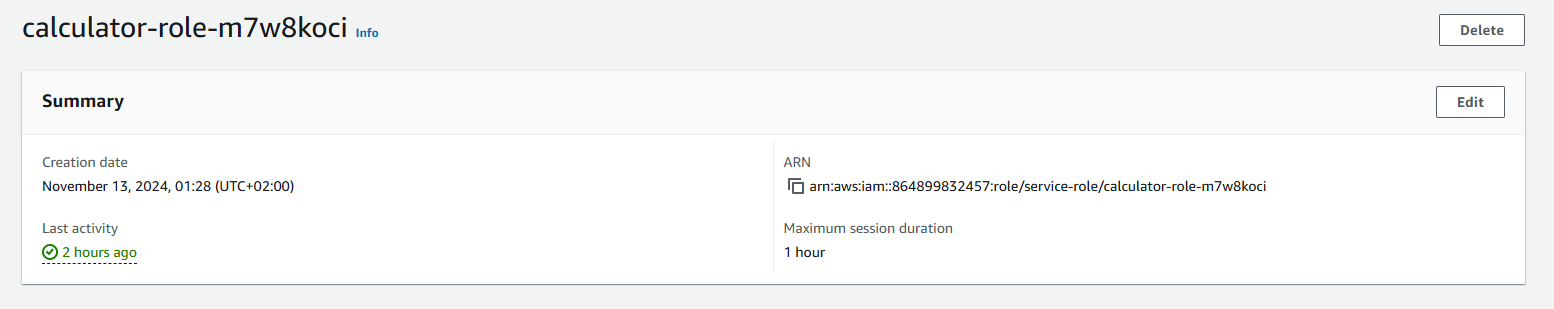 calculator-role-m7w8koci Info
Delete
Summary
Edit
Creation date
November 13, 2024, 01:28 (UTC+02:00)
ARN
arn:aws:iam::864899832457:role/service-role/calculator-role-m7w8koci
Last activity
2 hours ago
Maximum session duration
1 hour